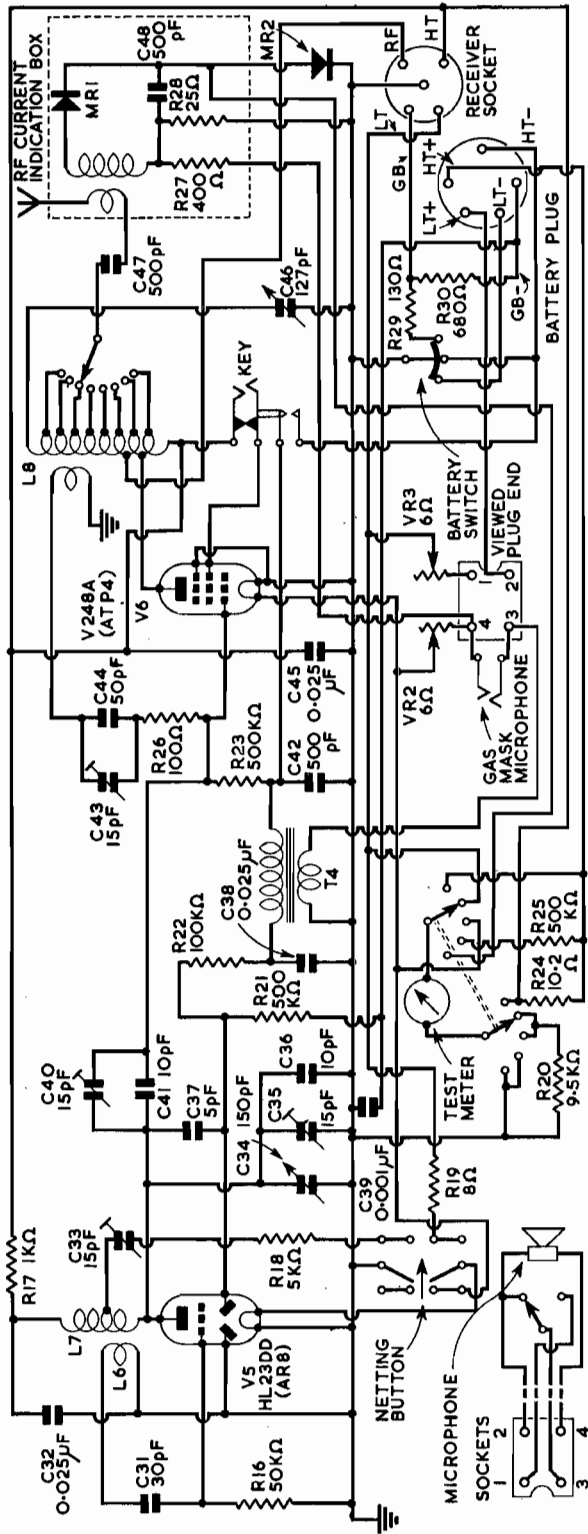 C32
0·025µF
C31
30pF
R16
50KΩ
L6
L7
R17 1KΩ
C33
15pF
V5
HL23DD
(AR8)
R18
5KΩ
C40
15pF
C41 10pF
C37
5pF
C34
150pF
C35
15pF
C36
10pF
R22
100KΩ
R21
500
KΩ
C38
0·025µF
T4
C43
15pF
C44
50pF
R26
100Ω
R23
500KΩ
C42
500
pF
C45
0·025
µF
V248A
(ATP4)
V6
L8
KEY
C47
500pF
C46
127pF
RF CURRENT
INDICATION BOX
MR1
C48
500
pF
R28
25Ω
R27
400
Ω
MR2
NETTING
BUTTON
C39
0·001µF
R19
8Ω
TEST
METER
R20
9·5KΩ
R24
10·2
Ω
R25
500
KΩ
MICROPHONE
SOCKETS
1
2
3
4
GAS
MASK
MICROPHONE
VR2
6Ω
VR3
6Ω
4
1
3
2
VIEWED
PLUG END
BATTERY
SWITCH
R29
130Ω
R30
680Ω
GB-
GB
LT
RF
HT
RECEIVER
SOCKET
LT+
HT+
LT-
HT-
BATTERY PLUG